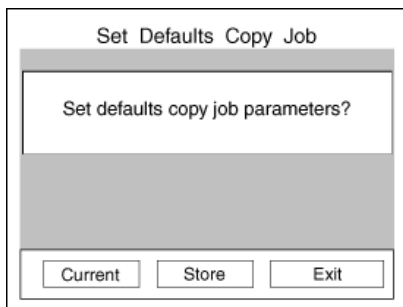 Set Defaults Copy Job
Set defaults copy job parameters?
Current Store Exit